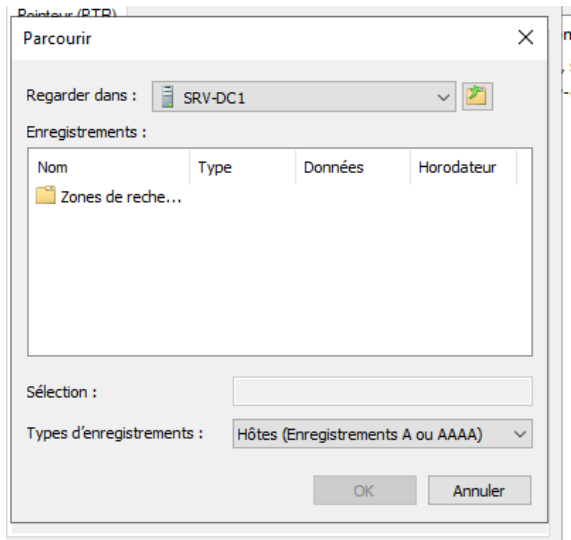 Pointeur (PTR)
Parcourir
Regarder dans : SRV-DC1
Enregistrements :
Nom Type Données Horodateur
Zones de reche...
Sélection :
Types d'enregistrements : Hôtes (Enregistrements A ou AAAA)
OK Annuler